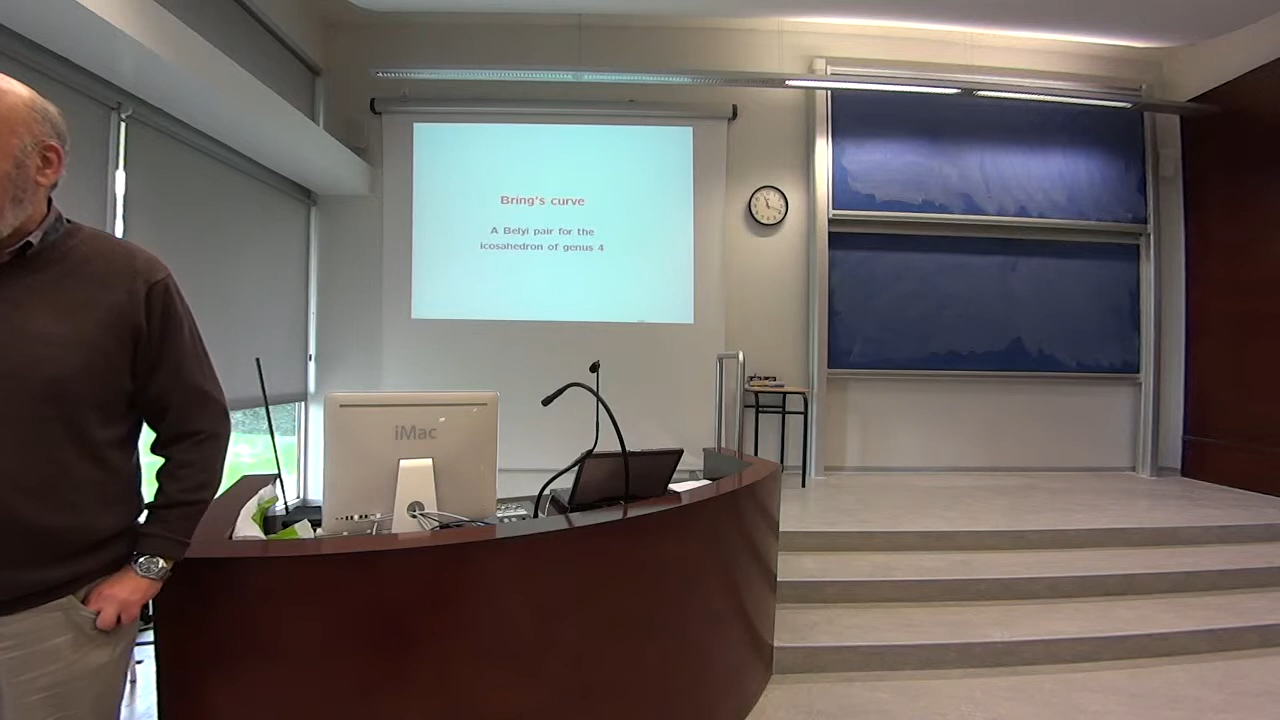 Bring's curve
A Belyi pair for the
icosahedron of genus 4
iMac